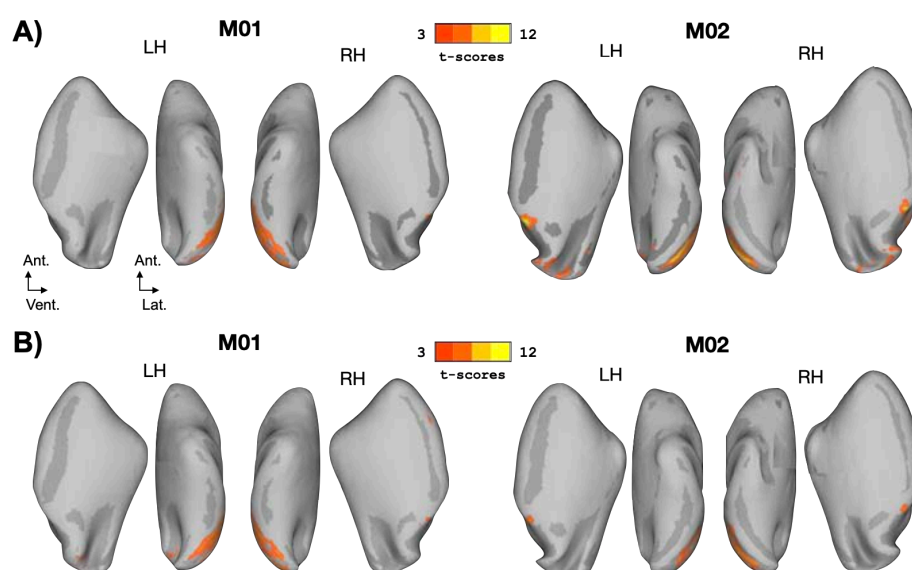 A)
M01
3 12
M02
LH
RH
t-scores
LH
RH
Ant.
Ant.
Vent.
Lat.
B)
M01
3 12
M02
LH
RH
t-scores
LH
RH